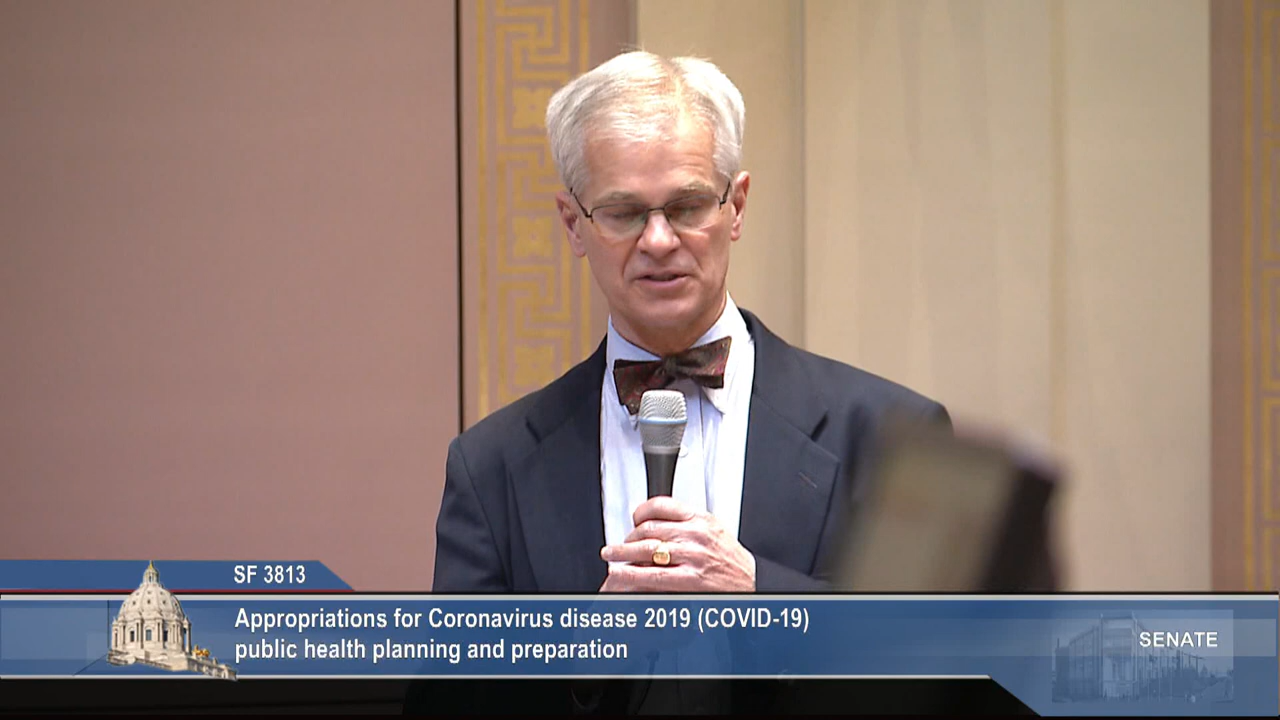 SF 3813
Appropriations for Coronavirus disease 2019 (COVID-19)
public health planning and preparation
SENATE